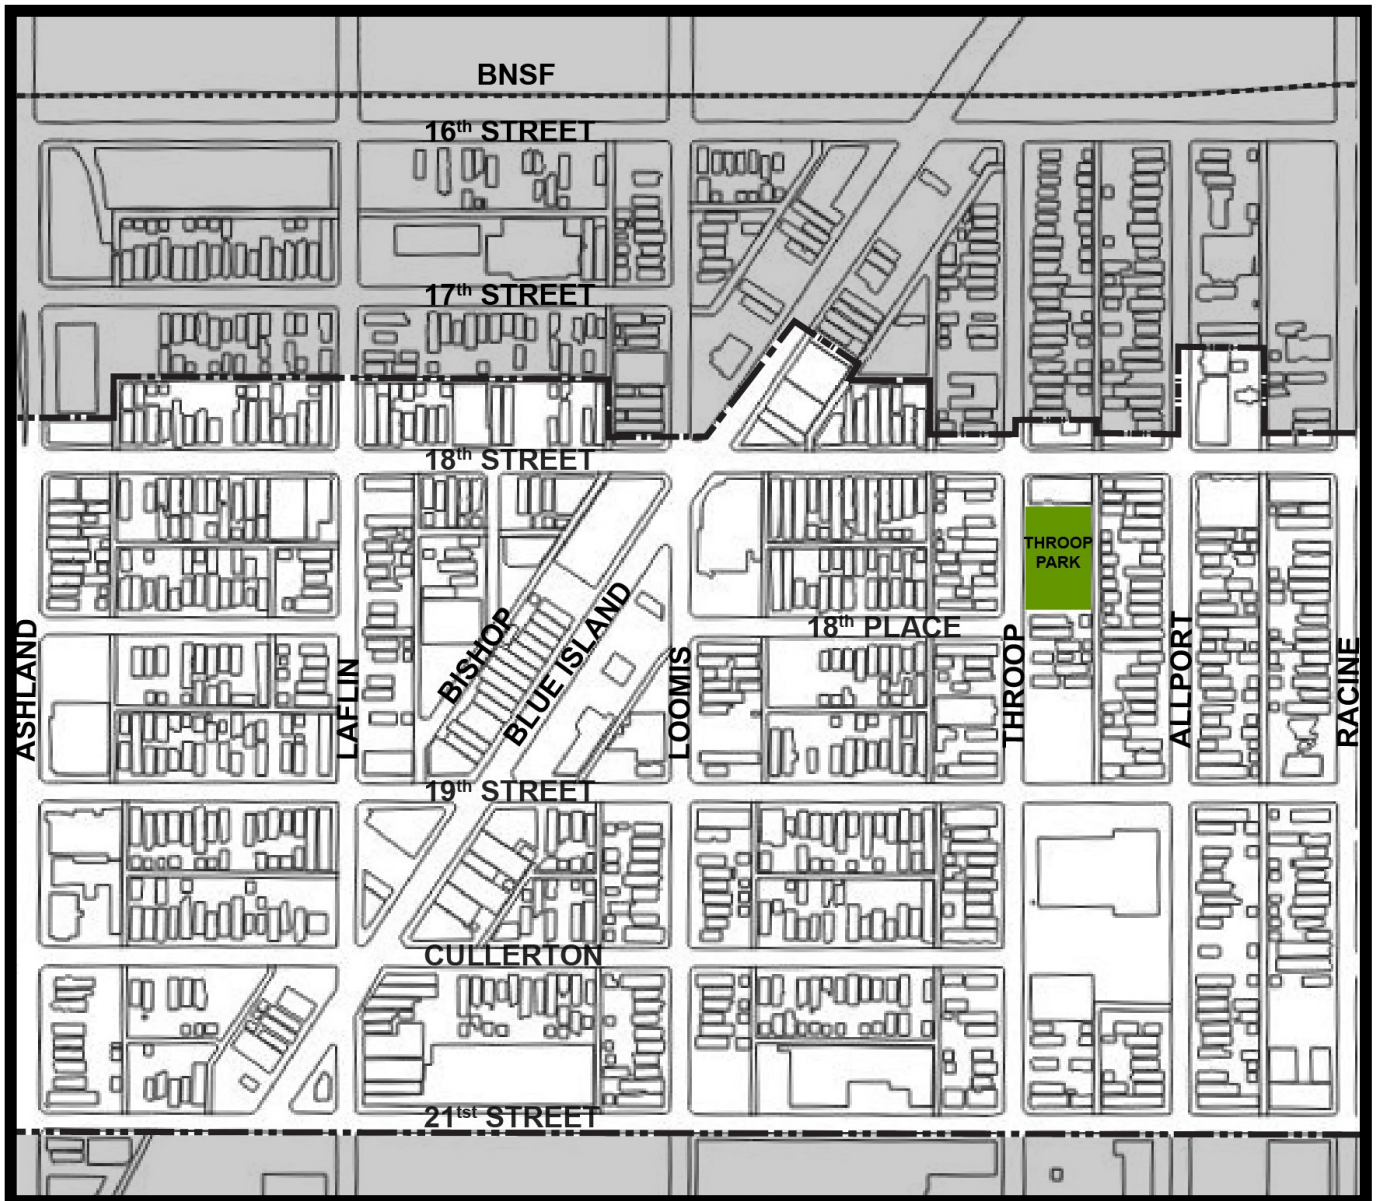 BNSF
16th STREET
17th STREET
18th STREET
THROOP
PARK
18th PLACE
ASHLAND
LAFLIN
BISHOP
BLUE ISLAND
LOOMIS
THROOP
ALLPORT
RACINE
19th STREET
CULLERTON
21tst STREET